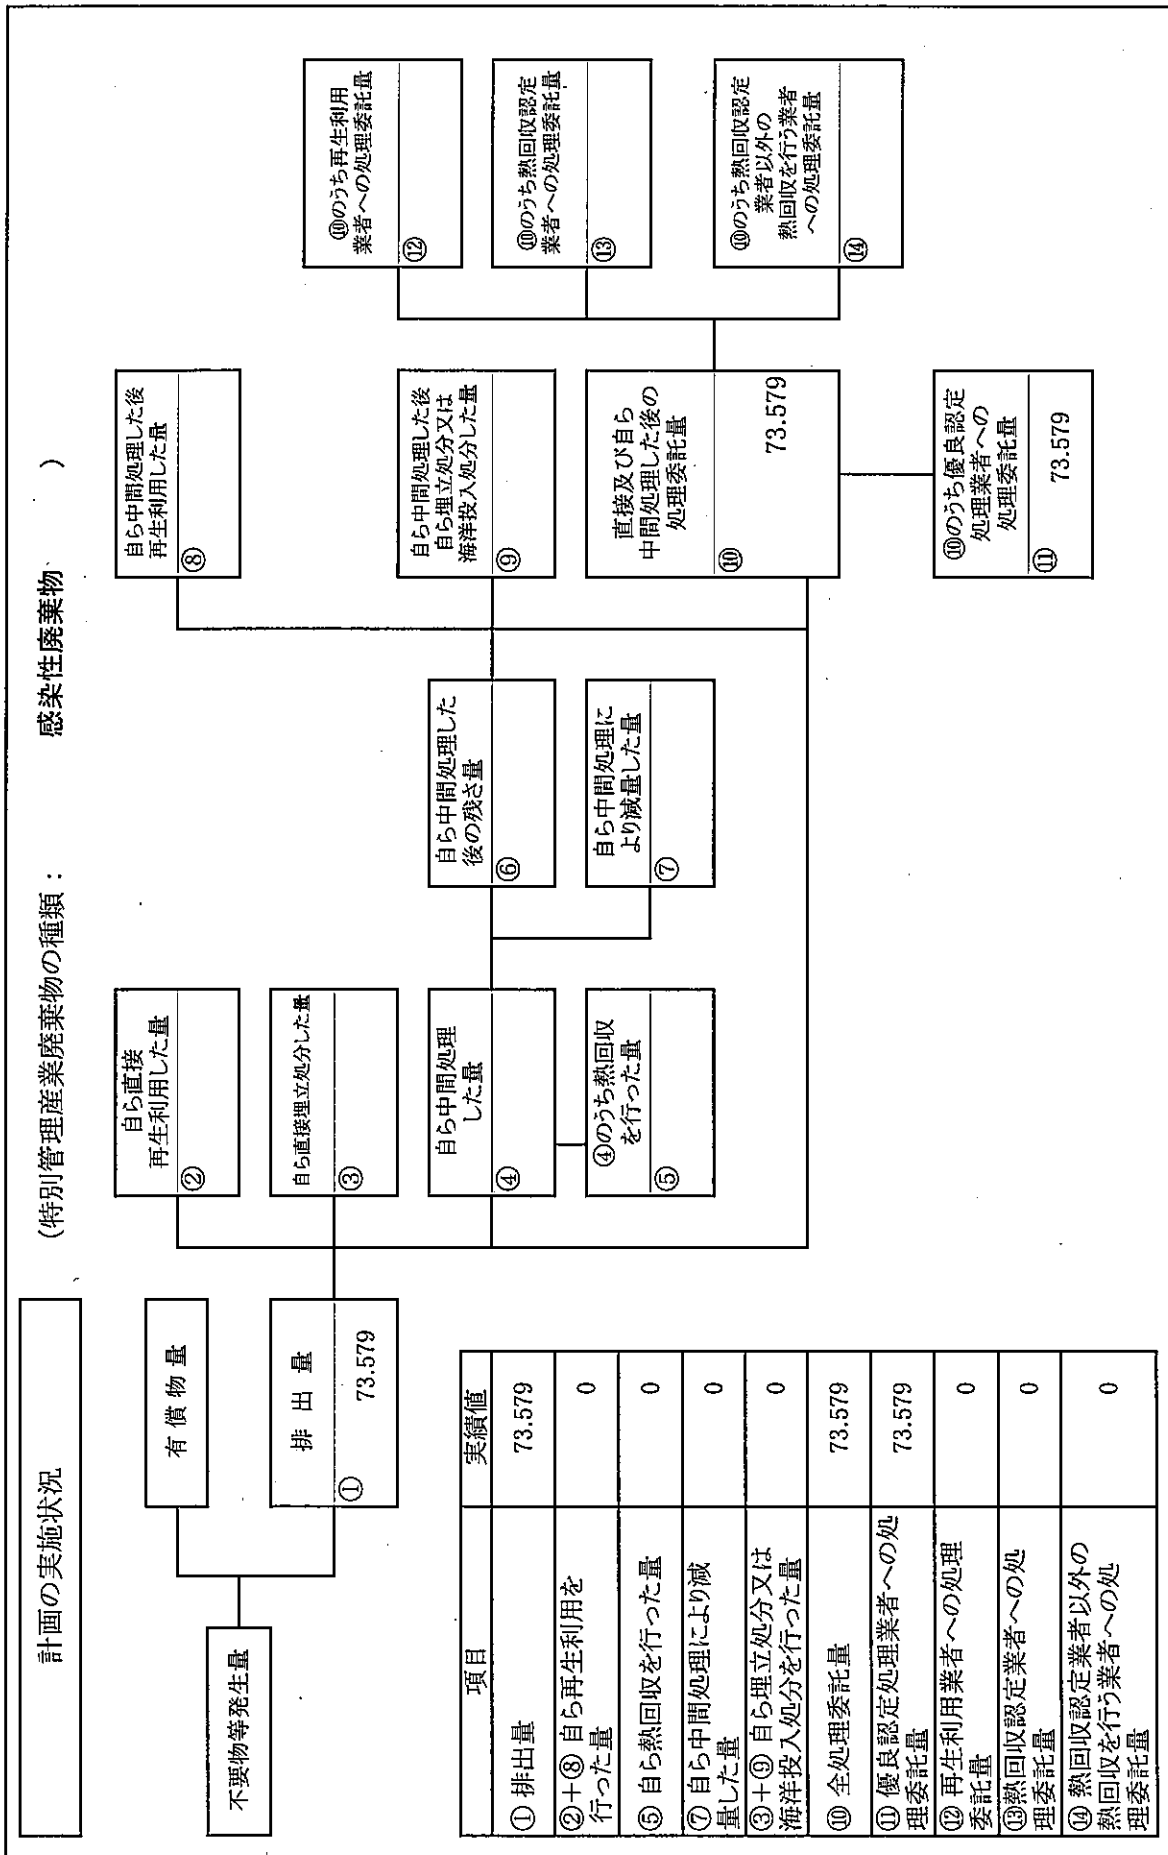 計画の実施状況
(特別管理産業廃棄物の種類： 感染性廃棄物 )
不要物等発生量
有 償 物 量
排 出 量
①
73.579
自ら直接
再生利用した量
②
自ら直接埋立処分した量
③
自ら中間処理
した量
④
④のうち熱回収
を行った量
⑤
自ら中間処理した
後の残さ量
⑥
自ら中間処理に
より減量した量
⑦
自ら中間処理した後
再生利用した量
⑧
自ら中間処理した後
自ら埋立処分又は
海洋投入処分した量
⑨
直接及び自ら
中間処理した後の
処理委託量
⑩
73.579
⑩のうち優良認定
処理業者への
処理委託量
⑪
73.579
⑩のうち再生利用
業者への処理委託量
⑫
⑩のうち熱回収認定
業者への処理委託量
⑬
⑩のうち熱回収認定
業者以外の
熱回収を行う業者
への処理委託量
⑭
項目 実績値
① 排出量 73.579
②＋⑧ 自ら再生利用を
行った量 0
⑤ 自ら熱回収を行った量 0
⑦ 自ら中間処理により減
量した量 0
③＋⑨ 自ら埋立処分又は
海洋投入処分を行った量 0
⑩ 全処理委託量 73.579
⑪ 優良認定処理業者への処
理委託量 73.579
⑫ 再生利用業者への処理
委託量 0
⑬熱回収認定業者への処
理委託量 0
⑭ 熱回収認定業者以外の
熱回収を行う業者への処
理委託量 0